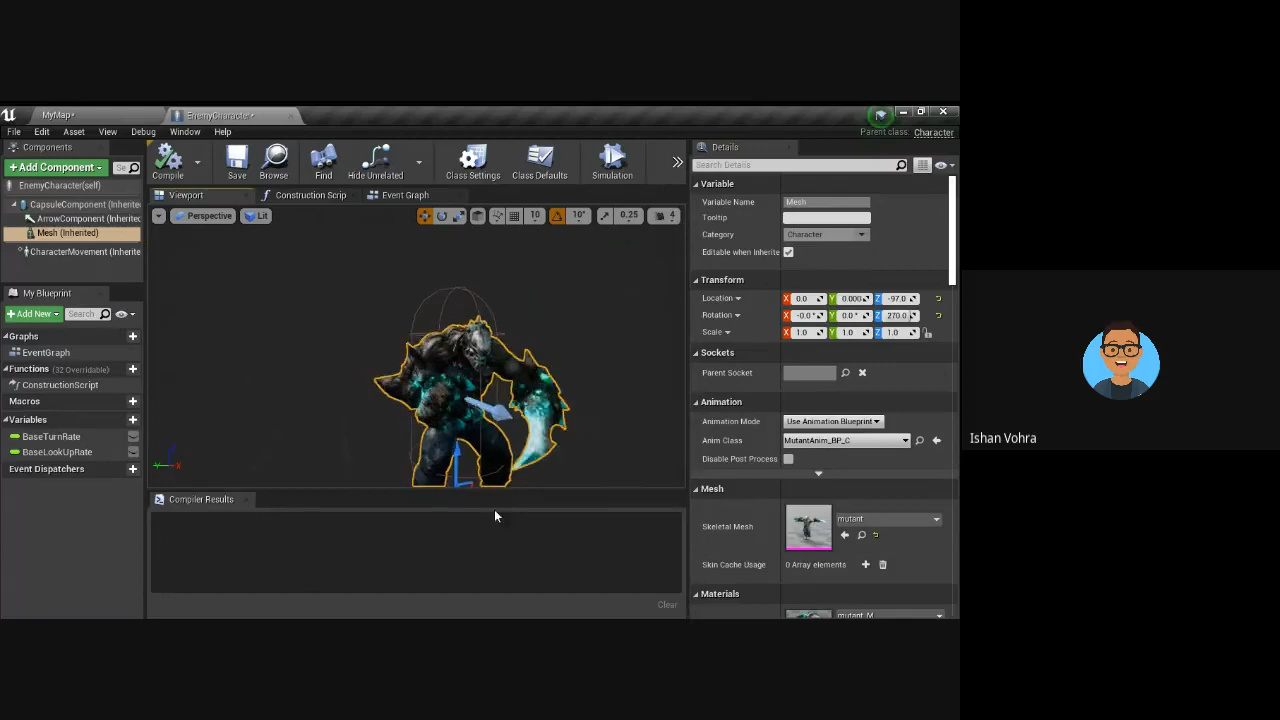 MyMap*
EnemyCharacter*
File Edit Asset View Debug Window Help
Parent class: Character
Components
+ Add Component
Se
EnemyCharacter(self)
CapsuleComponent (Inherite
ArrowComponent (Inherited
Mesh (Inherited)
CharacterMovement (Inherite
My Blueprint
+ Add New
Search
Graphs
EventGraph
Functions (32 Overridable)
ConstructionScript
Macros
Variables
BaseTurnRate
BaseLookUpRate
Event Dispatchers
Compile
Save
Browse
Find
Hide Unrelated
Class Settings
Class Defaults
Simulation
Viewport
Construction Scrip
Event Graph
Perspective
Lit
10
10°
0.25
4
Compiler Results
Clear
Details
Search Details
Variable
Variable Name Mesh
Tooltip
Category Character
Editable when Inherite
Transform
Location X 0.0 Y 0.000 Z -97.0
Rotation X -0.0° Y 0.0° Z 270.0
Scale X 1.0 Y 1.0 Z 1.0
Sockets
Parent Socket
Animation
Animation Mode Use Animation Blueprint
Anim Class MutantAnim_BP_C
Disable Post Process
Mesh
Skeletal Mesh mutant
Skin Cache Usage 0 Array elements
Materials
mutant_M
Ishan Vohra